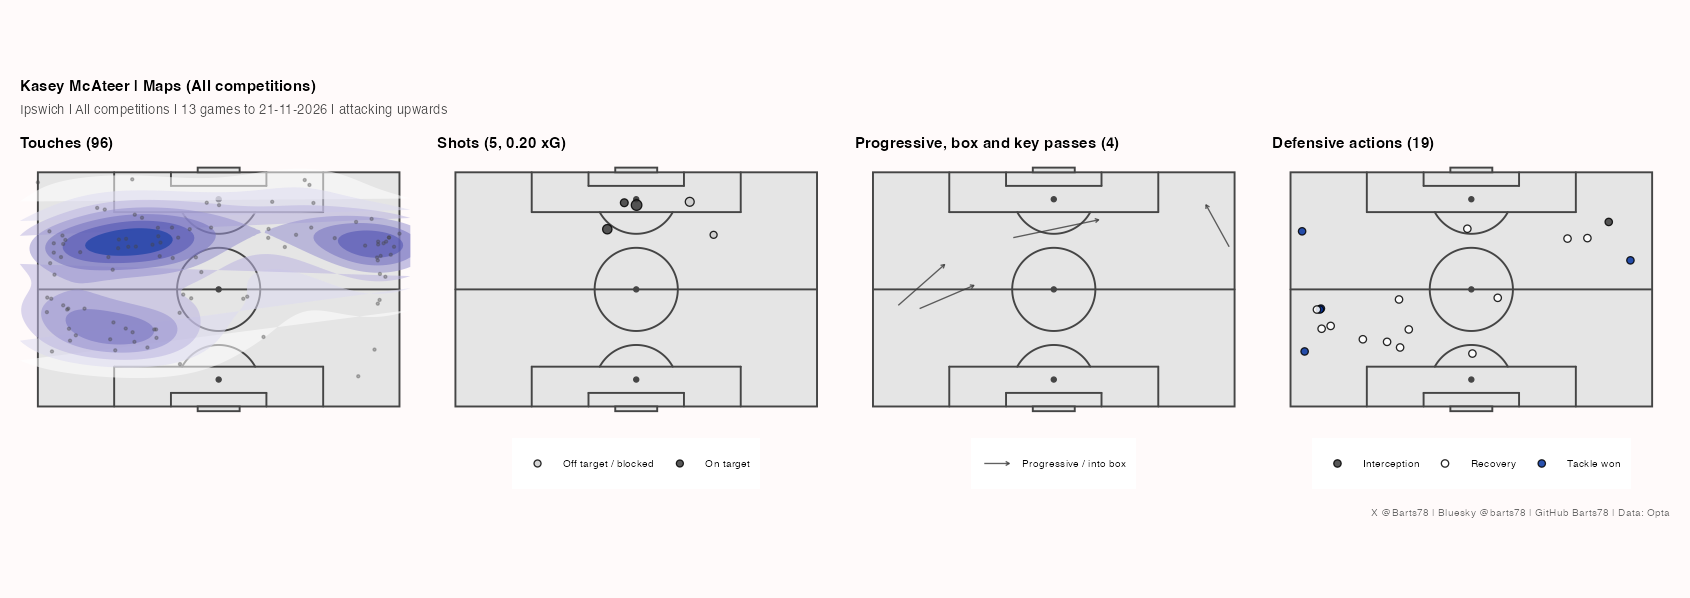 Kasey McAteer | Maps (All competitions)
Ipswich | All competitions | 13 games to 21-11-2026 | attacking upwards
Touches (96)
Shots (5, 0.20 xG)
Progressive, box and key passes (4)
Defensive actions (19)
Off target / blocked
On target
Progressive / into box
Interception
Recovery
Tackle won
X @Barts78 | Bluesky @barts78 | GitHub Barts78 | Data: Opta